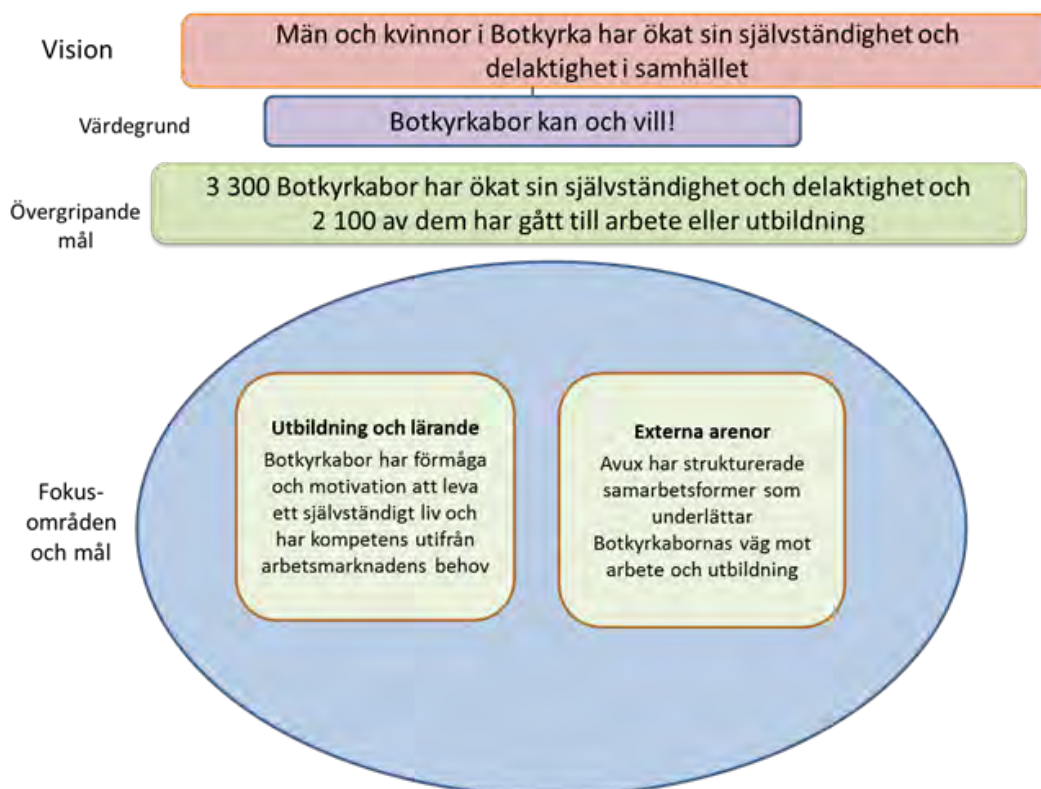 Vision
Män och kvinnor i Botkyrka har ökat sin självständighet och
delaktighet i samhället
Värdegrund
Botkyrkabor kan och vill!
Övergripande
mål
3 300 Botkyrkabor har ökat sin självständighet och delaktighet och
2 100 av dem har gått till arbete eller utbildning
Fokus-
områden
och mål
Utbildning och lärande
Botkyrkabor har förmåga
och motivation att leva
ett självständigt liv och
har kompetens utifrån
arbetsmarknadens behov
Externa arenor
Avux har strukturerade
samarbetsformer som
underlättar
Botkyrkabornas väg mot
arbete och utbildning